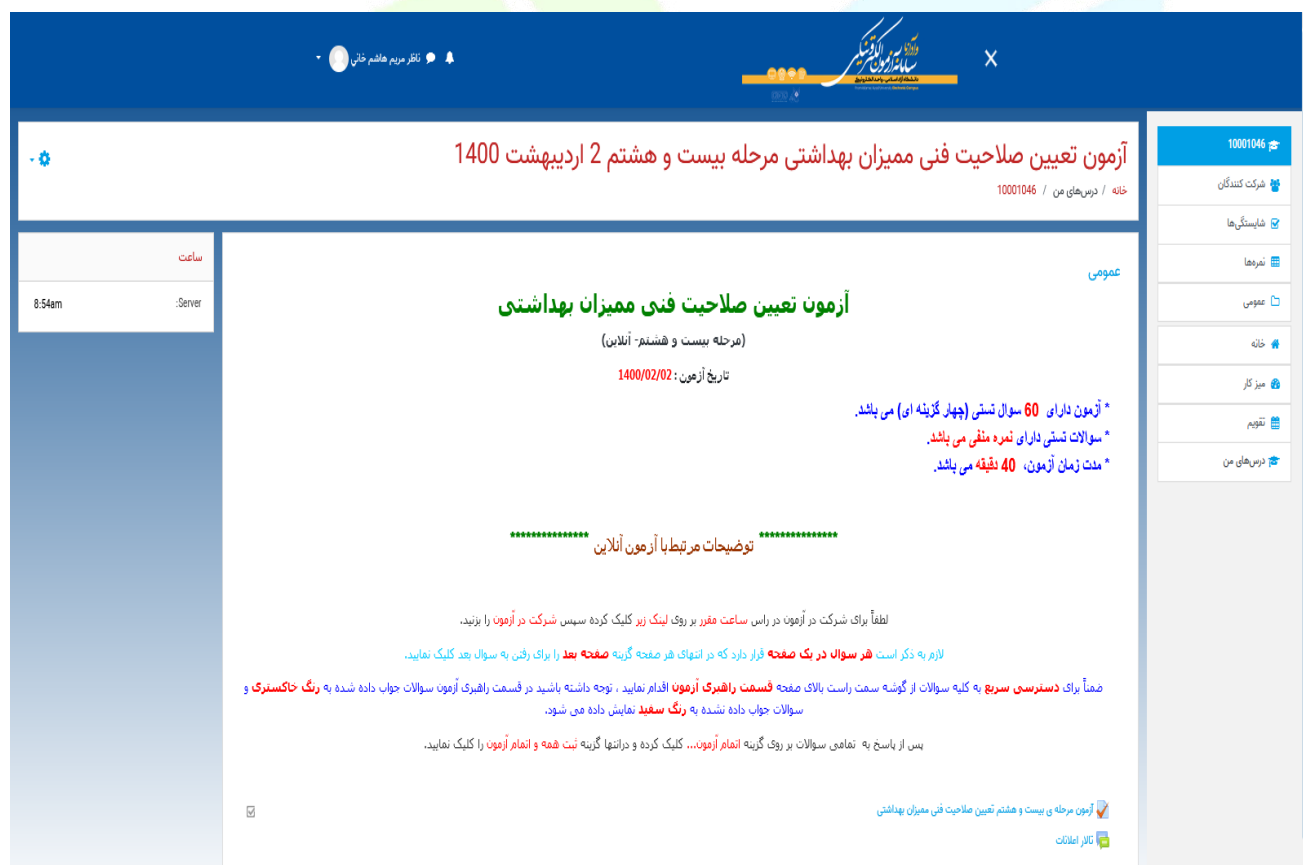 وادانا
سامانه آزمون الکترونیکی
دانشگاه آزاد اسلامی واحد الکترونیکی
ناظر مریم هاشم خانی
10001046
شرکت کنندگان
شایستگی‌ها
نمره‌ها
عمومی
خانه
میز کار
تقویم
درس‌های من
آزمون تعیین صلاحیت فنی ممیزان بهداشتی مرحله بیست و هشتم 2 اردیبهشت 1400
خانه / درس‌های من / 10001046
عمومی
آزمون تعیین صلاحیت فنی ممیزان بهداشتی
(مرحله بیست و هشتم- آنلاین)
تاریخ آزمون : 1400/02/02
* آزمون دارای 60 سوال تستی (چهار گزینه ای) می باشد.
* سوالات تستی دارای نمره منفی می باشد.
* مدت زمان آزمون، 40 دقیقه می باشد.
*************** توضیحات مرتبط با آزمون آنلاین ***************
لطفاً برای شرکت در آزمون در راس ساعت مقرر بر روی لینک زیر کلیک کرده سپس شرکت در آزمون را بزنید.
لازم به ذکر است هر سوال در یک صفحه قرار دارد که در انتهای هر صفحه گزینه صفحه بعد را برای رفتن به سوال بعد کلیک نمایید.
ضمناً برای دسترسی سریع به کلیه سوالات از گوشه سمت راست بالای صفحه قسمت راهبری آزمون اقدام نمایید ، توجه داشته باشید در قسمت راهبری آزمون سوالات جواب داده شده به رنگ خاکستری و
سوالات جواب داده نشده به رنگ سفید نمایش داده می شود.
پس از پاسخ به تمامی سوالات بر روی گزینه اتمام آزمون... کلیک کرده و درانتها گزینه ثبت همه و اتمام آزمون را کلیک نمایید.
آزمون مرحله ی بیست و هشتم تعیین صلاحیت فنی ممیزان بهداشتی
تالار اعلانات
ساعت
Server:
8:54am